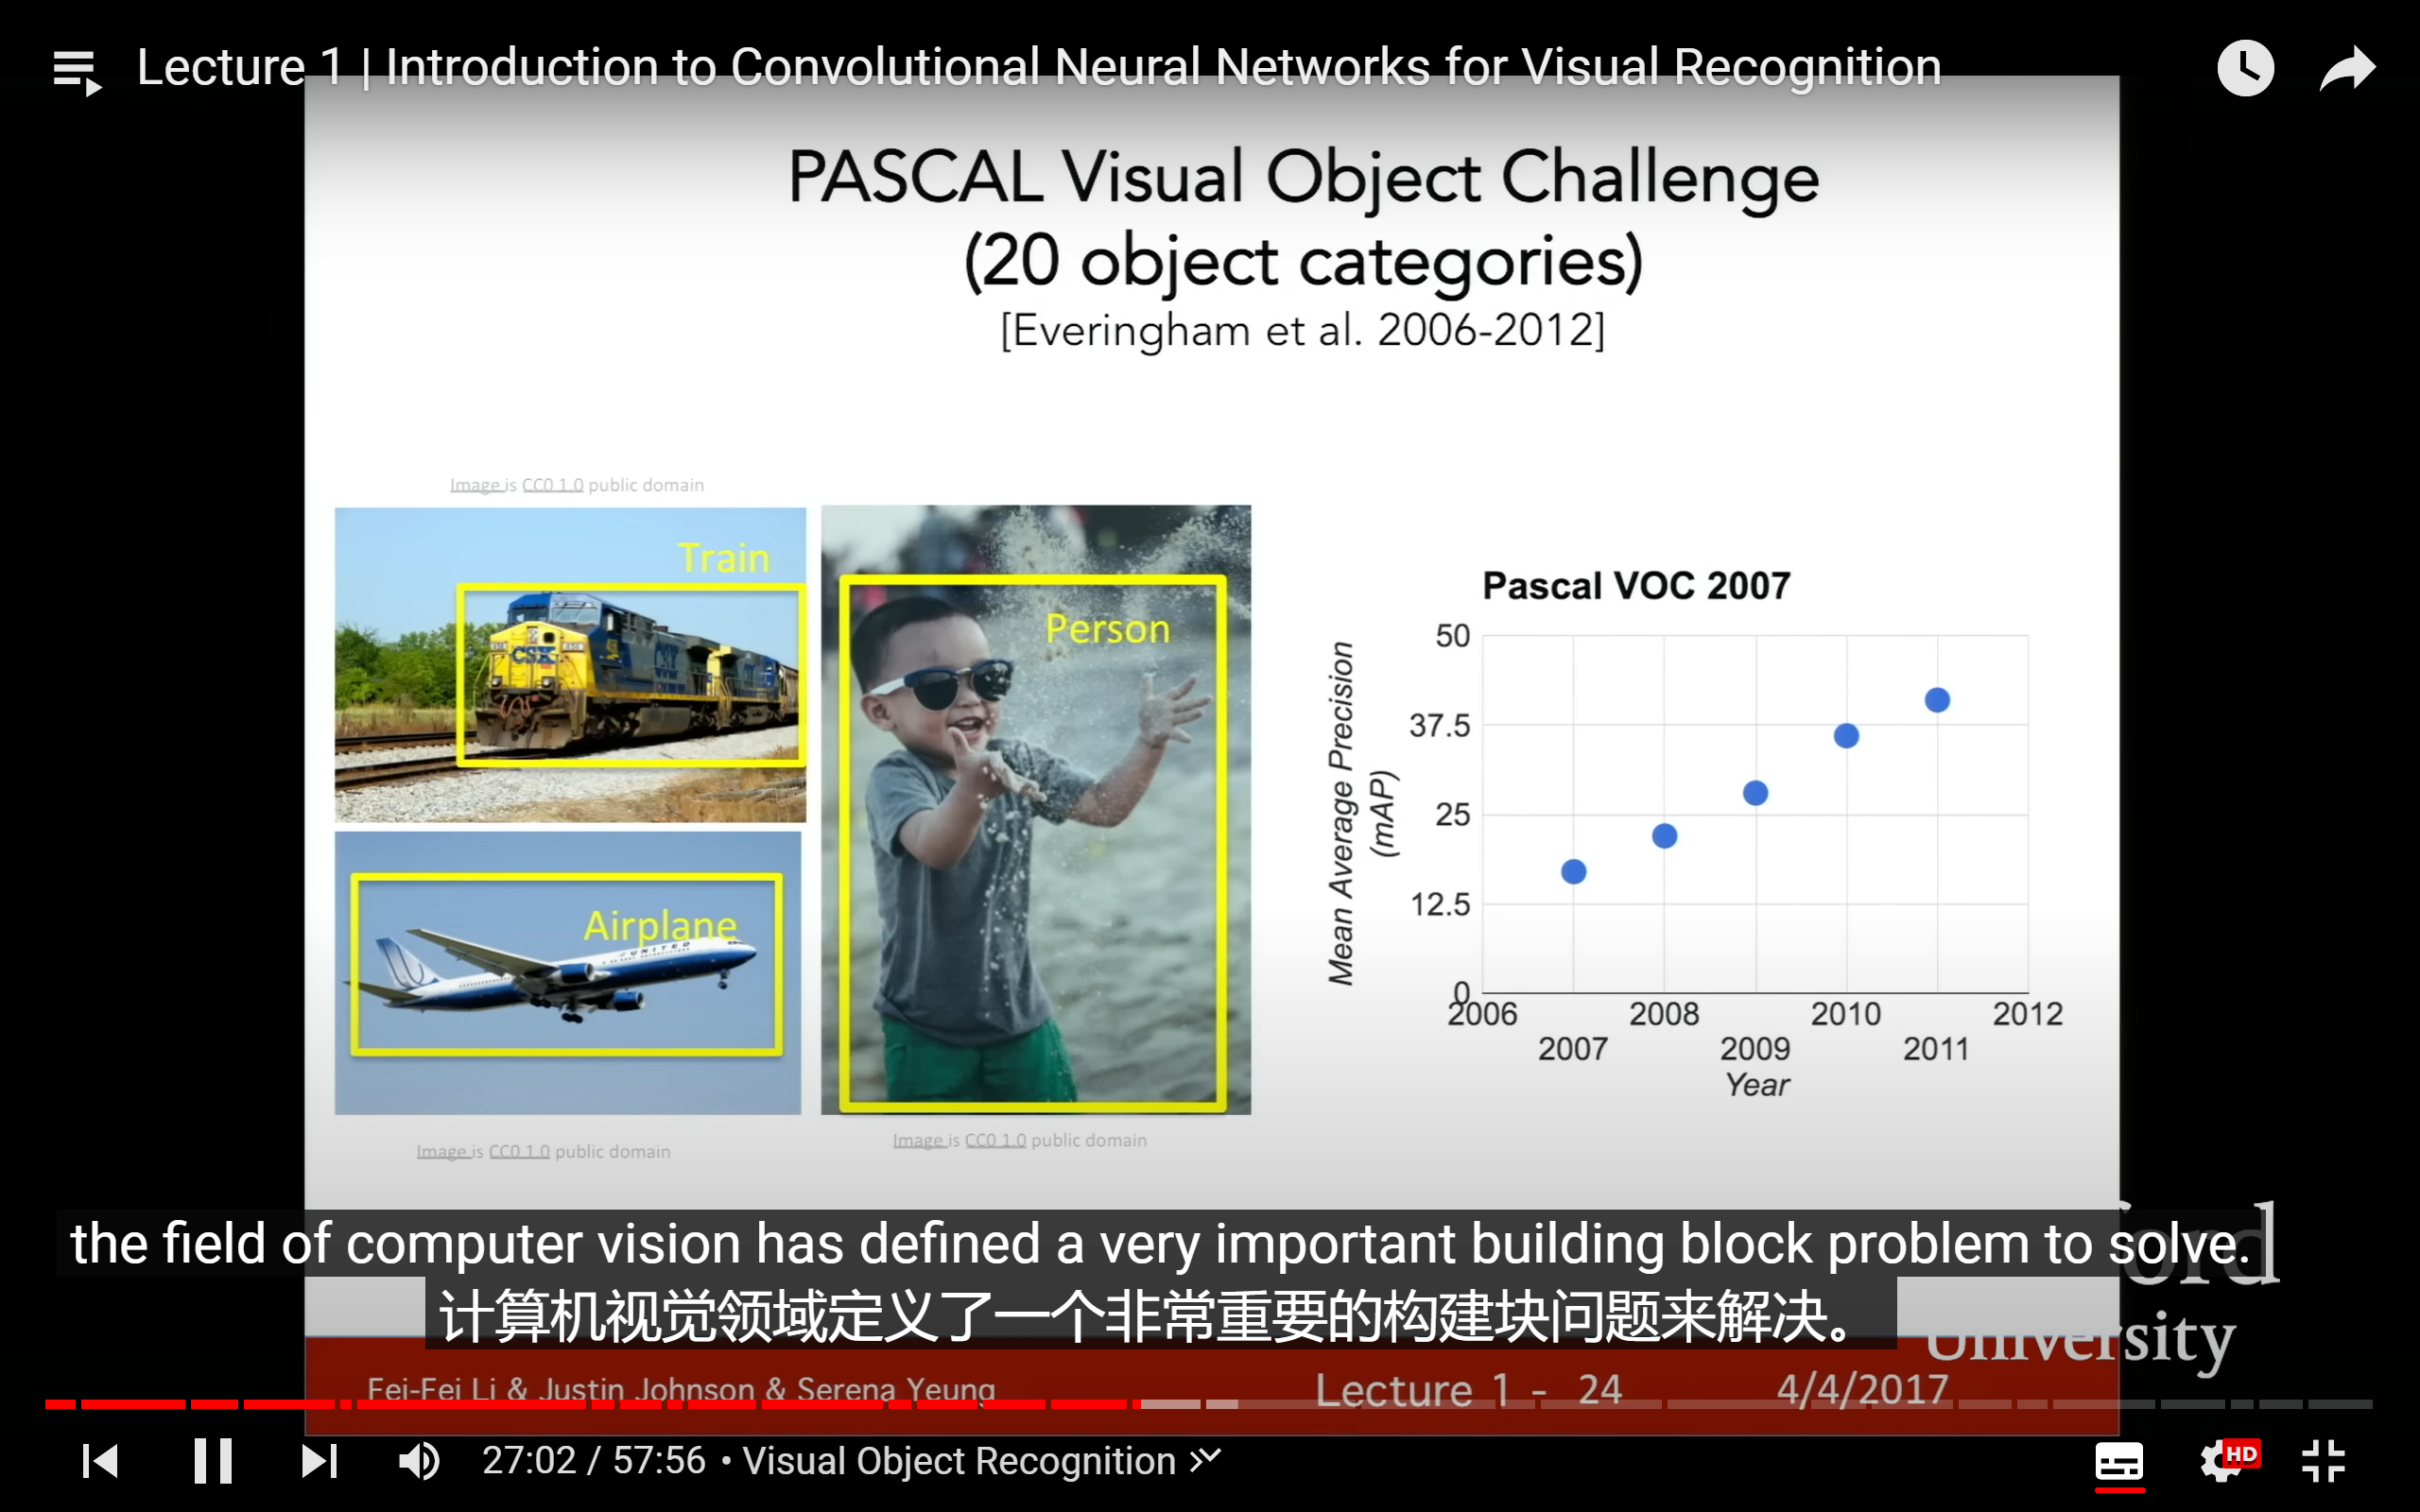 Lecture 1 | Introduction to Convolutional Neural Networks for Visual Recognition
PASCAL Visual Object Challenge
(20 object categories)
[Everingham et al. 2006-2012]
Image is CC0 1.0 public domain
Train
CSX
Person
Airplane
UNITED
Image is CC0 1.0 public domain
Image is CC0 1.0 public domain
Pascal VOC 2007
Mean Average Precision
(mAP)
50
37.5
25
12.5
0
2006 2008 2010 2012
2007 2009 2011
Year
the field of computer vision has defined a very important building block problem to solve.
计算机视觉领域定义了一个非常重要的构建块问题来解决。
University
Fei-Fei Li & Justin Johnson & Serena Yeung
Lecture 1 - 24
4/4/2017
27:02 / 57:56 • Visual Object Recognition
HD